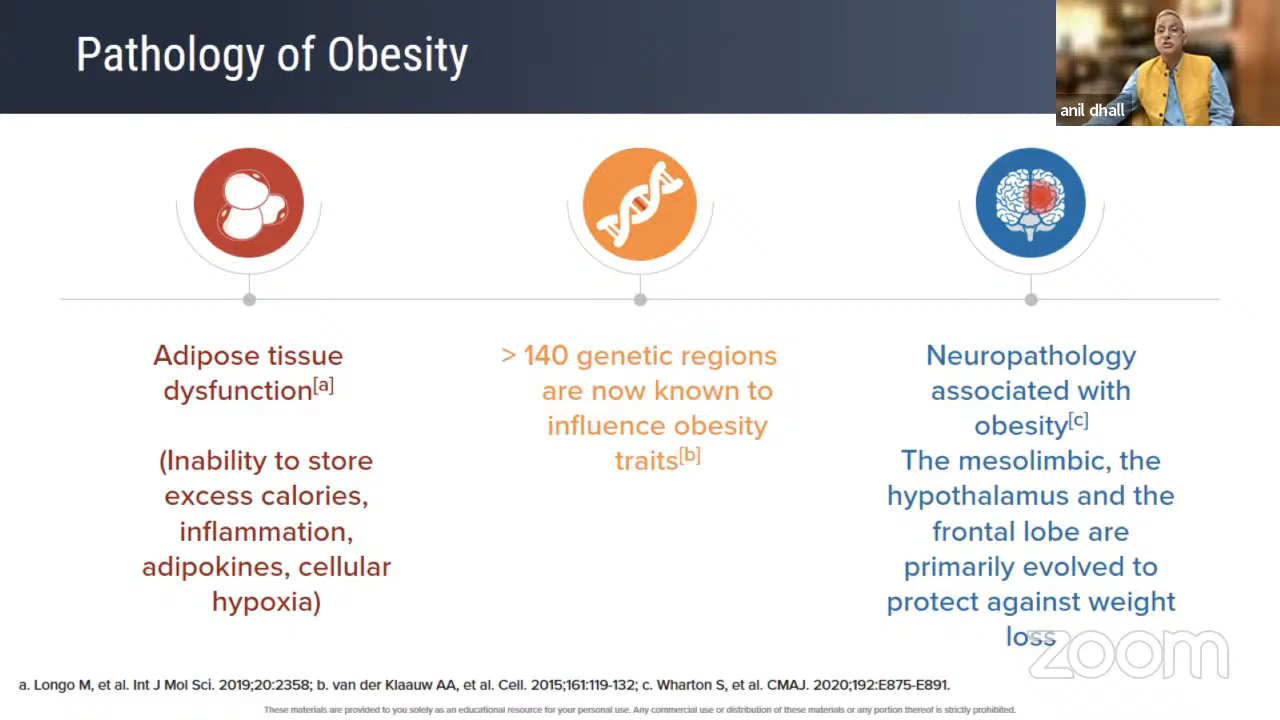 Pathology of Obesity
anil dhall
Adipose tissue
dysfunction[a]
(Inability to store
excess calories,
inflammation,
adipokines, cellular
hypoxia)
> 140 genetic regions
are now known to
influence obesity
traits[b]
Neuropathology
associated with
obesity[c]
The mesolimbic, the
hypothalamus and the
frontal lobe are
primarily evolved to
protect against weight
loss
zoom
a. Longo M, et al. Int J Mol Sci. 2019;20:2358; b. van der Klaauw AA, et al. Cell. 2015;161:119-132; c. Wharton S, et al. CMAJ. 2020;192:E875-E891.
These materials are provided to you solely as an educational resource for your personal use. Any commercial use or distribution of these materials or any portion thereof is strictly prohibited.